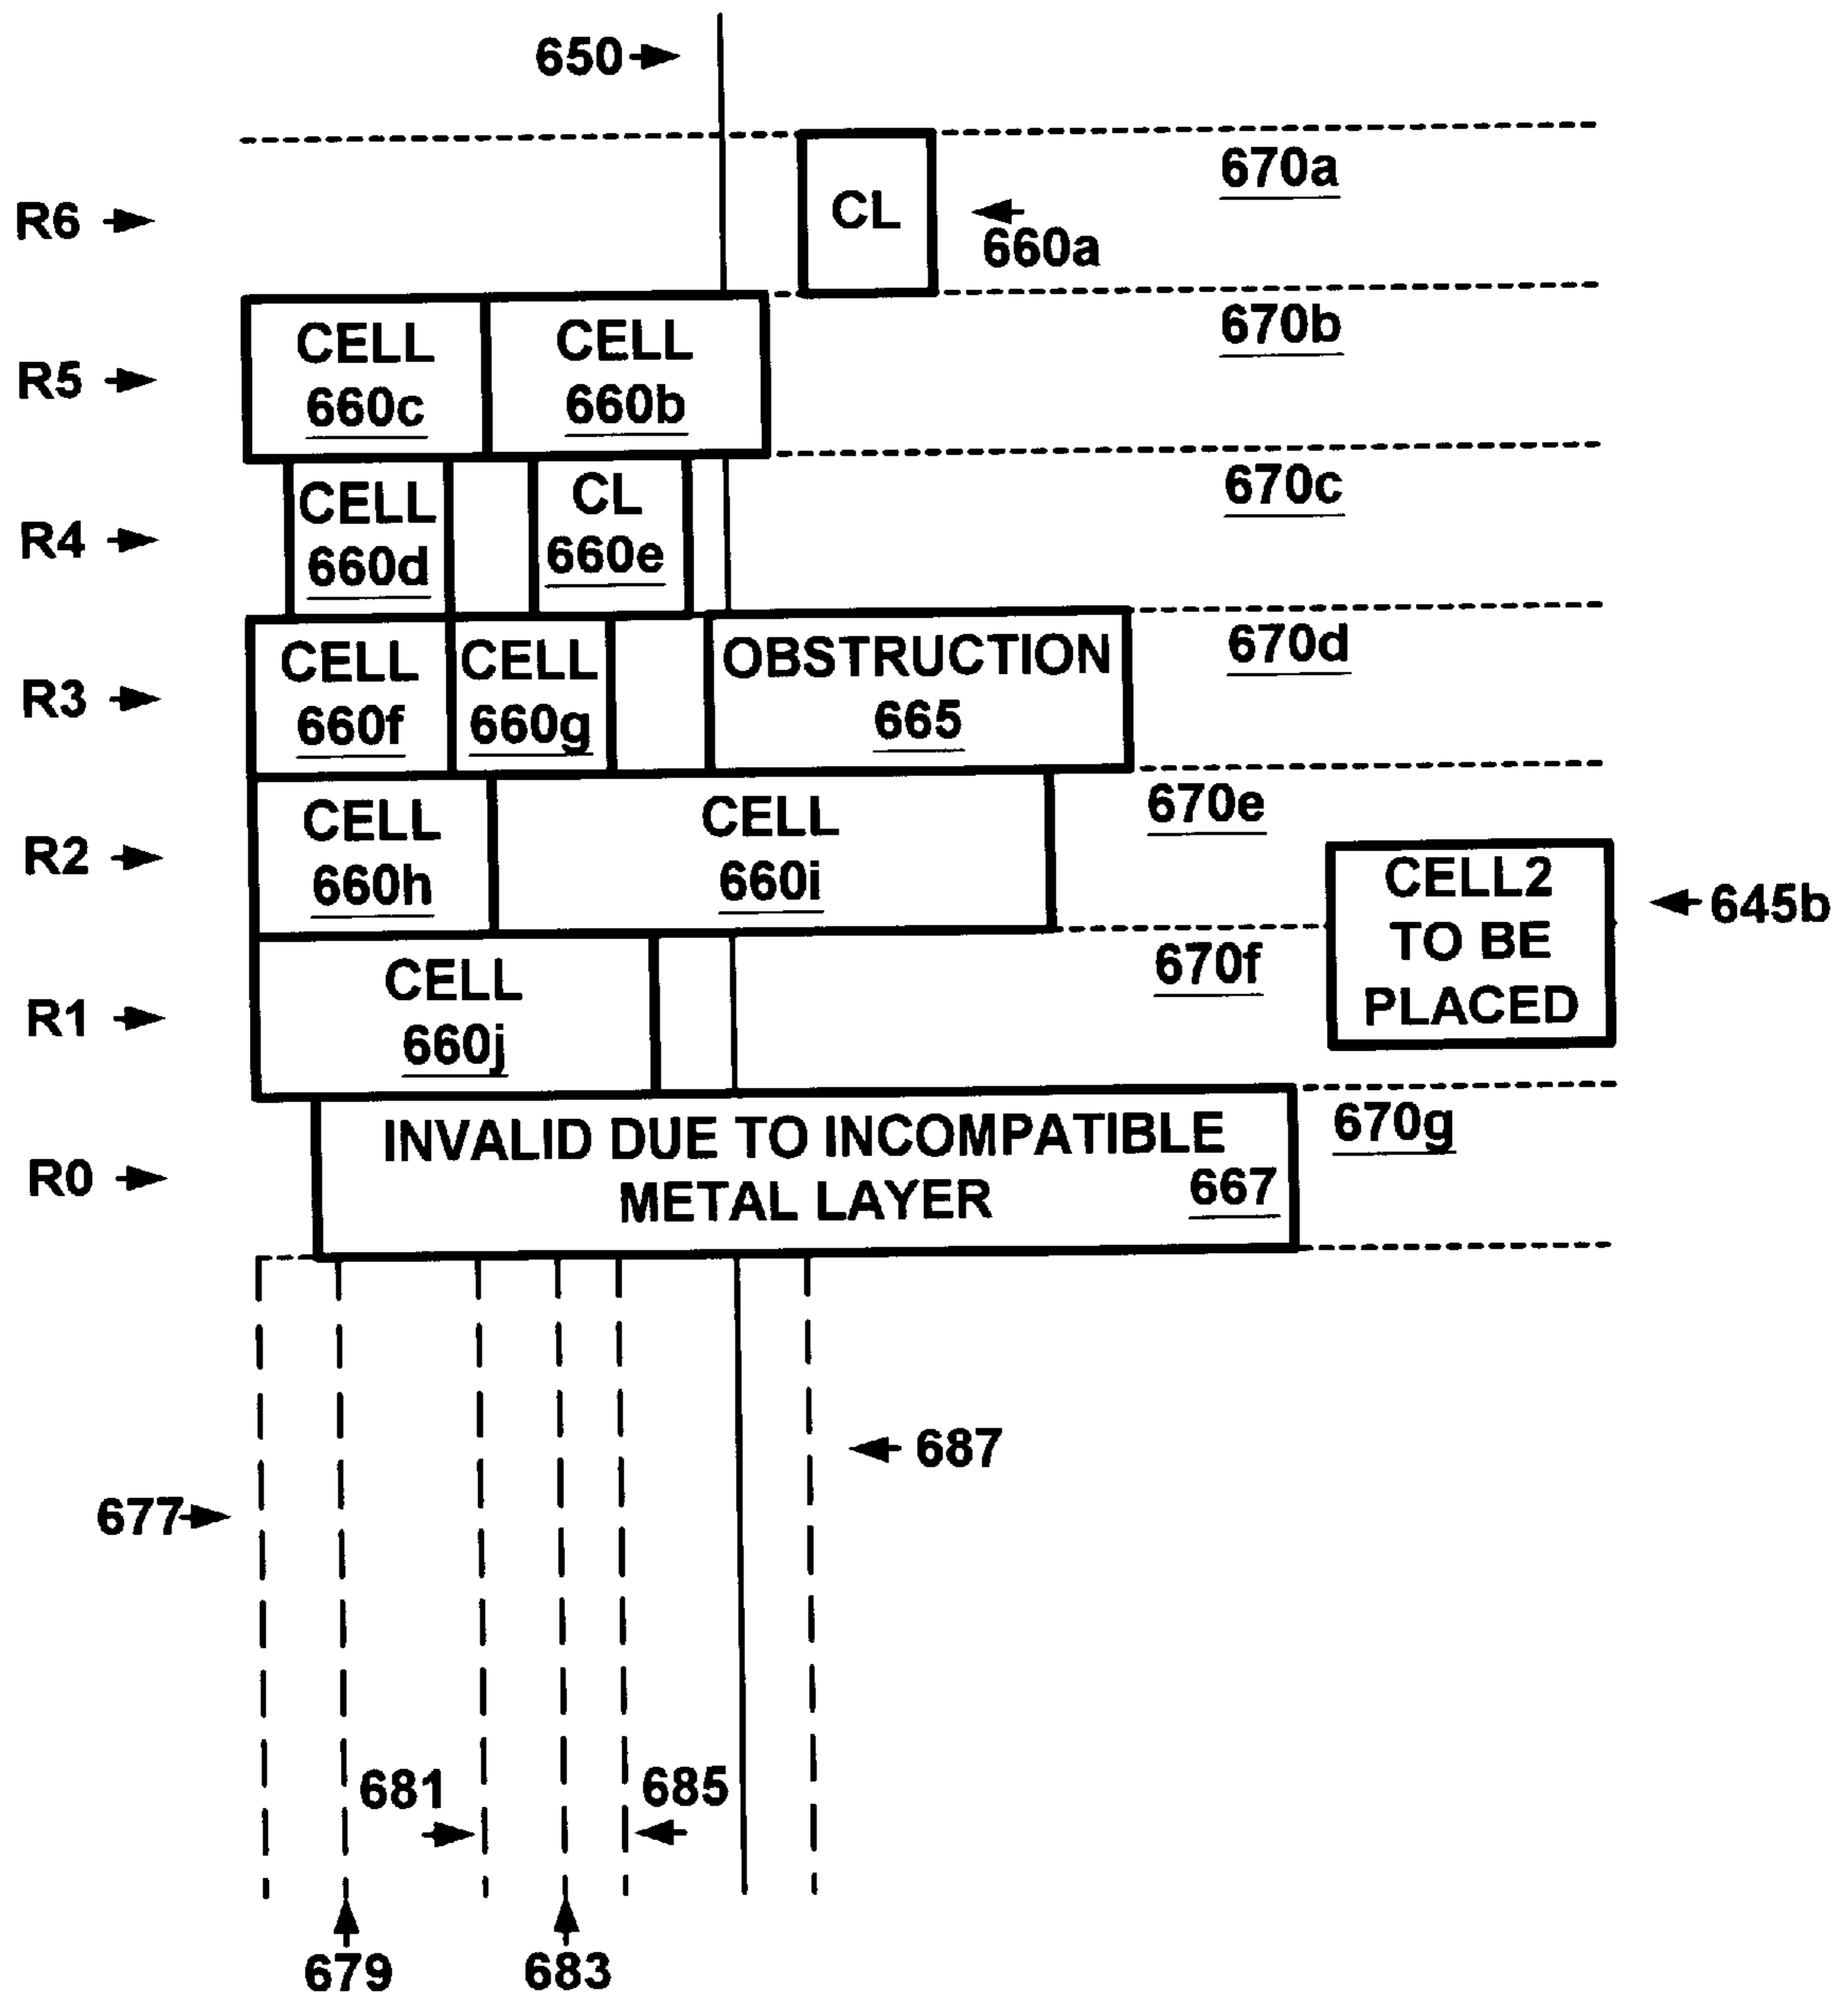 650
670a
CL
R6
660a
670b
CELL
CELL
R5
660c
660b
670c
CELL
CL
R4
660d
660e
670d
CELL
CELL
OBSTRUCTION
R3
660f
660g
665
670e
CELL
CELL
R2
660h
660i
CELL2
TO BE
PLACED
645b
670f
CELL
R1
660j
670g
INVALID DUE TO INCOMPATIBLE
METAL LAYER
667
R0
687
677
681
685
679
683